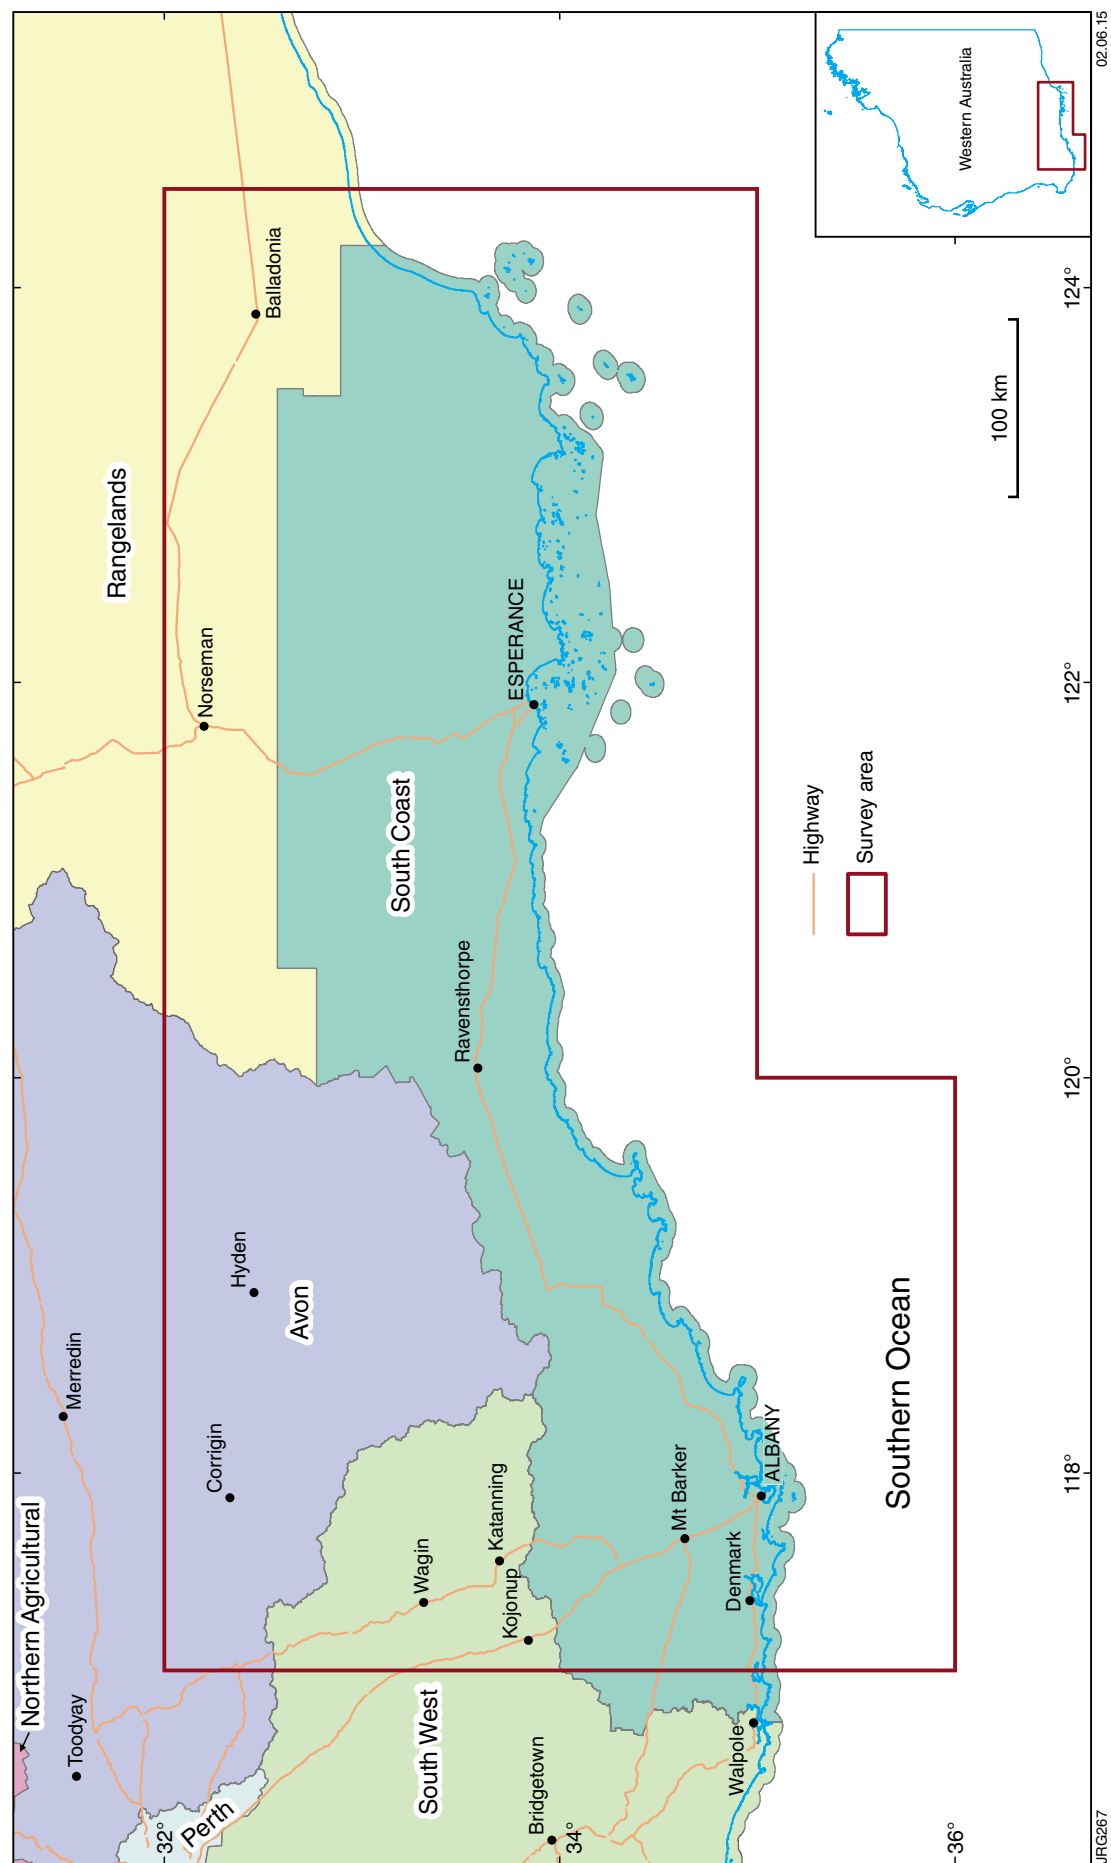 Northern Agricultural
Toodyay
Merredin
Rangelands
Perth
32°
Corrigin
Hyden
Norseman
Balladonia
Avon
South West
Wagin
South Coast
Kojonup
Katanning
Ravensthorpe
ESPERANCE
Bridgetown
34°
Mt Barker
Walpole
Denmark
ALBANY
Highway
Survey area
Southern Ocean
100 km
Western Australia
36°
118°
120°
122°
124°
JRG267
02.06.15